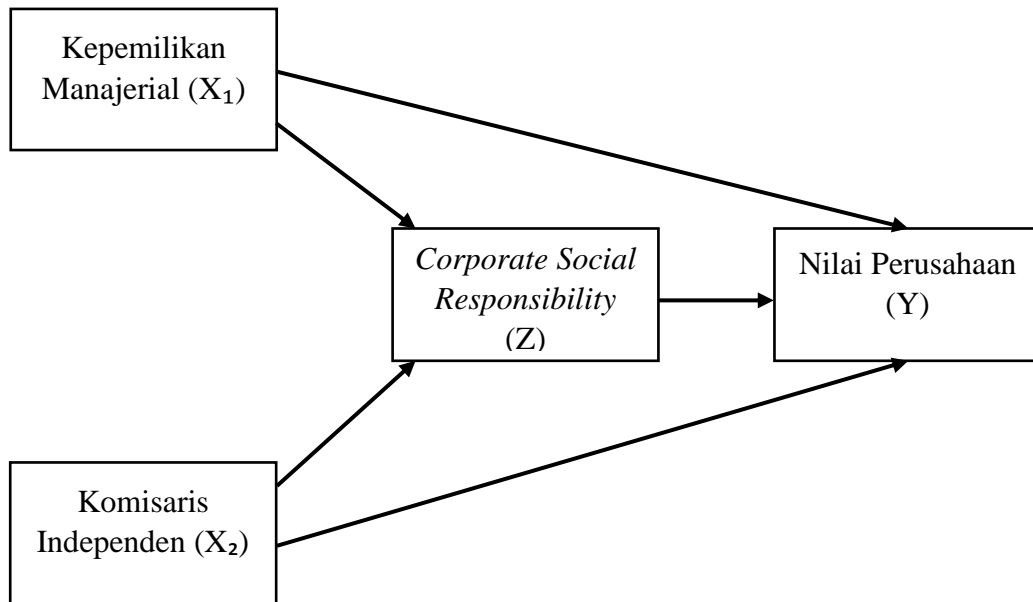 Kepemilikan
Manajerial (X₁)
Corporate Social
Responsibility
(Z)
Nilai Perusahaan
(Y)
Komisaris
Independen (X₂)